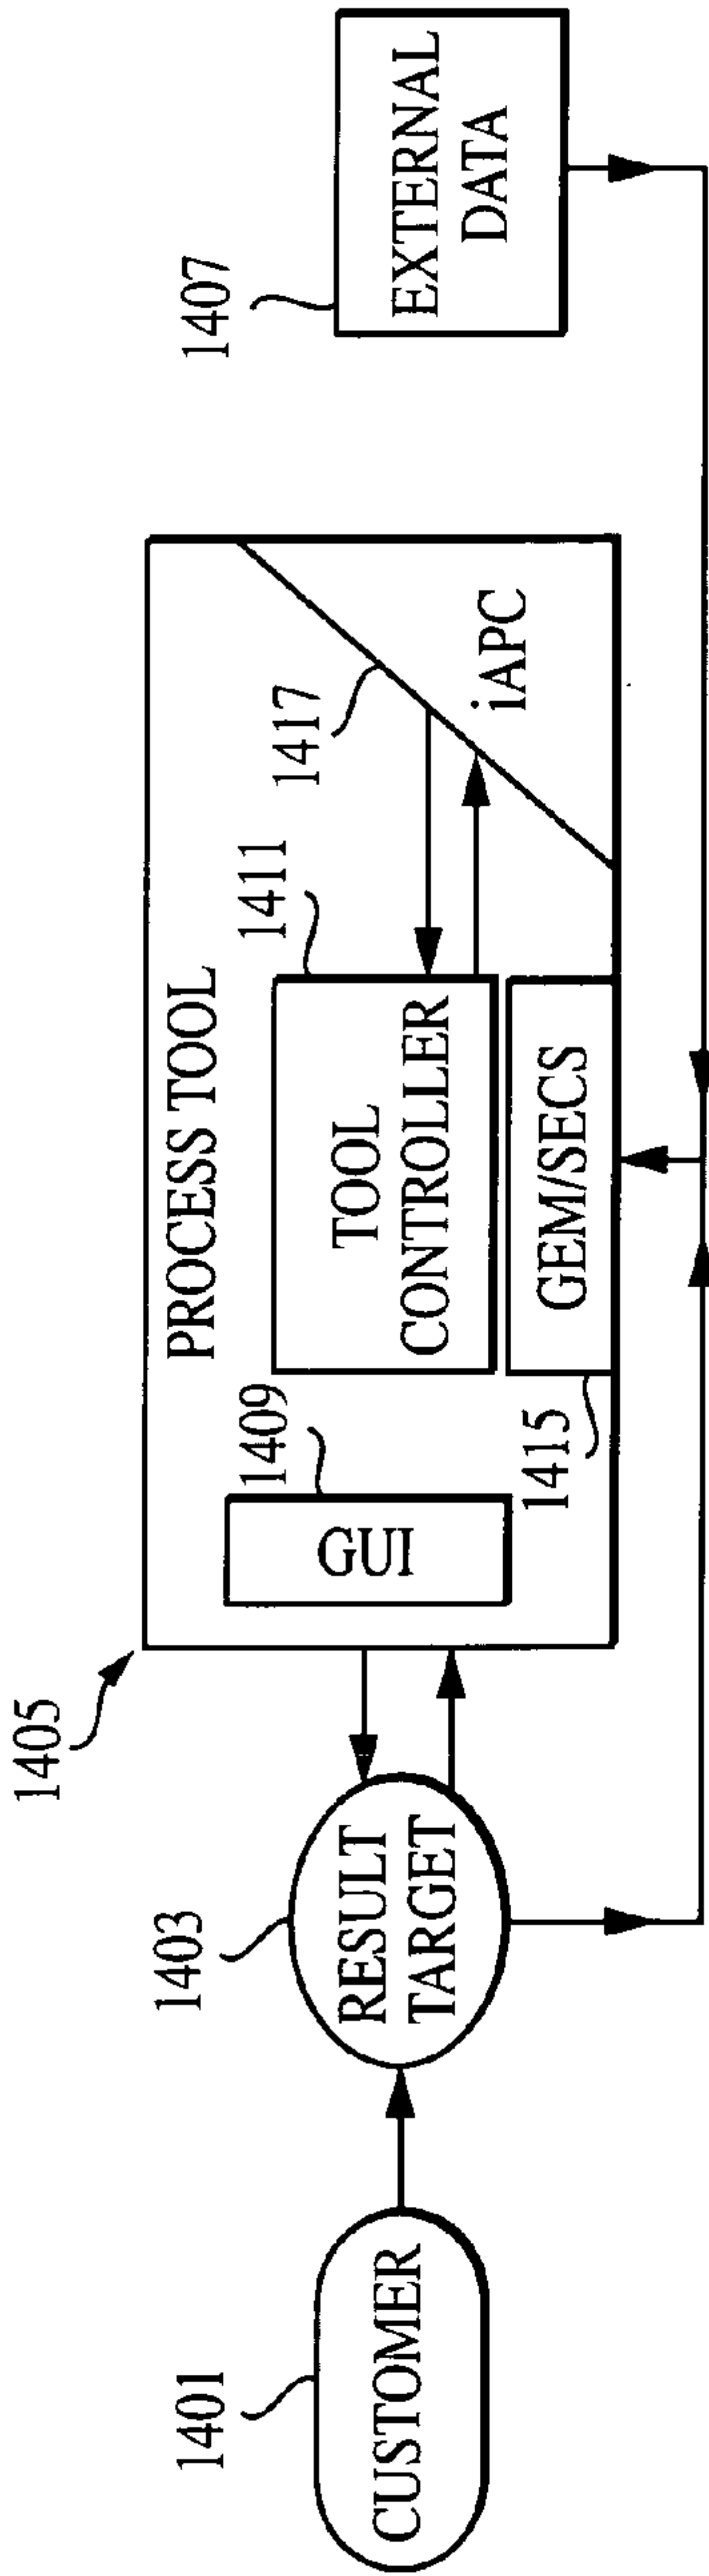 1401
CUSTOMER
1403
RESULT
TARGET
1405
PROCESS TOOL
1409
GUI
1411
TOOL
CONTROLLER
1415
GEM/SECS
1417
iAPC
1407
EXTERNAL
DATA